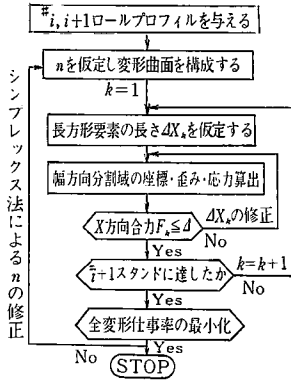 #i, i+1ロールプロフィルを与える
nを仮定し変形曲面を構成する
k=1
長方形要素の長さΔXₖを仮定する
幅方向分割域の座標・歪み・応力算出
X方向合力Fₖ≦Δ
ΔXₖの修正
No
Yes
#i+1スタンドに達したか
k=k+1
No
Yes
全変形仕事率の最小化
No
Yes
STOP
シンプレックス法によるnの修正